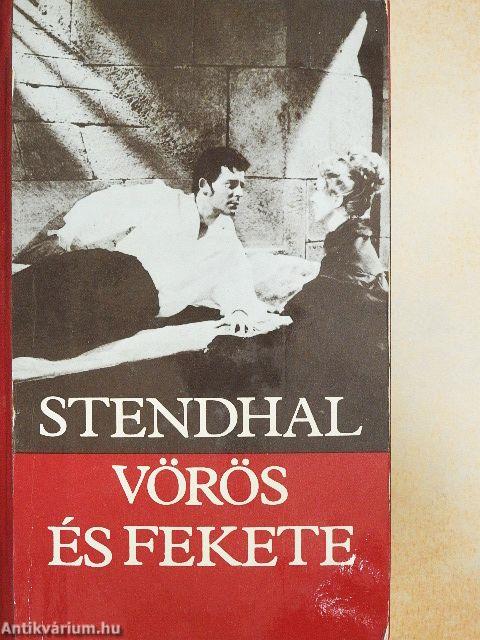 STENDHAL
VÖRÖS
ÉS FEKETE
Antikvárium.hu